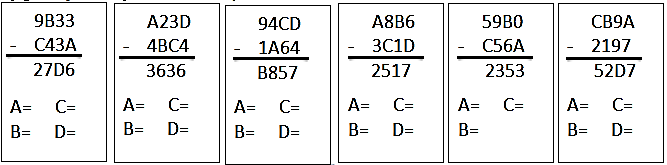 9B33
- C43A
27D6
A= C=
B= D=
A23D
- 4BC4
3636
A= C=
B= D=
94CD
- 1A64
B857
A= C=
B= D=
A8B6
- 3C1D
2517
A= C=
B= D=
59B0
- C56A
2353
A= C=
B=
CB9A
- 2197
52D7
A= C=
B= D=